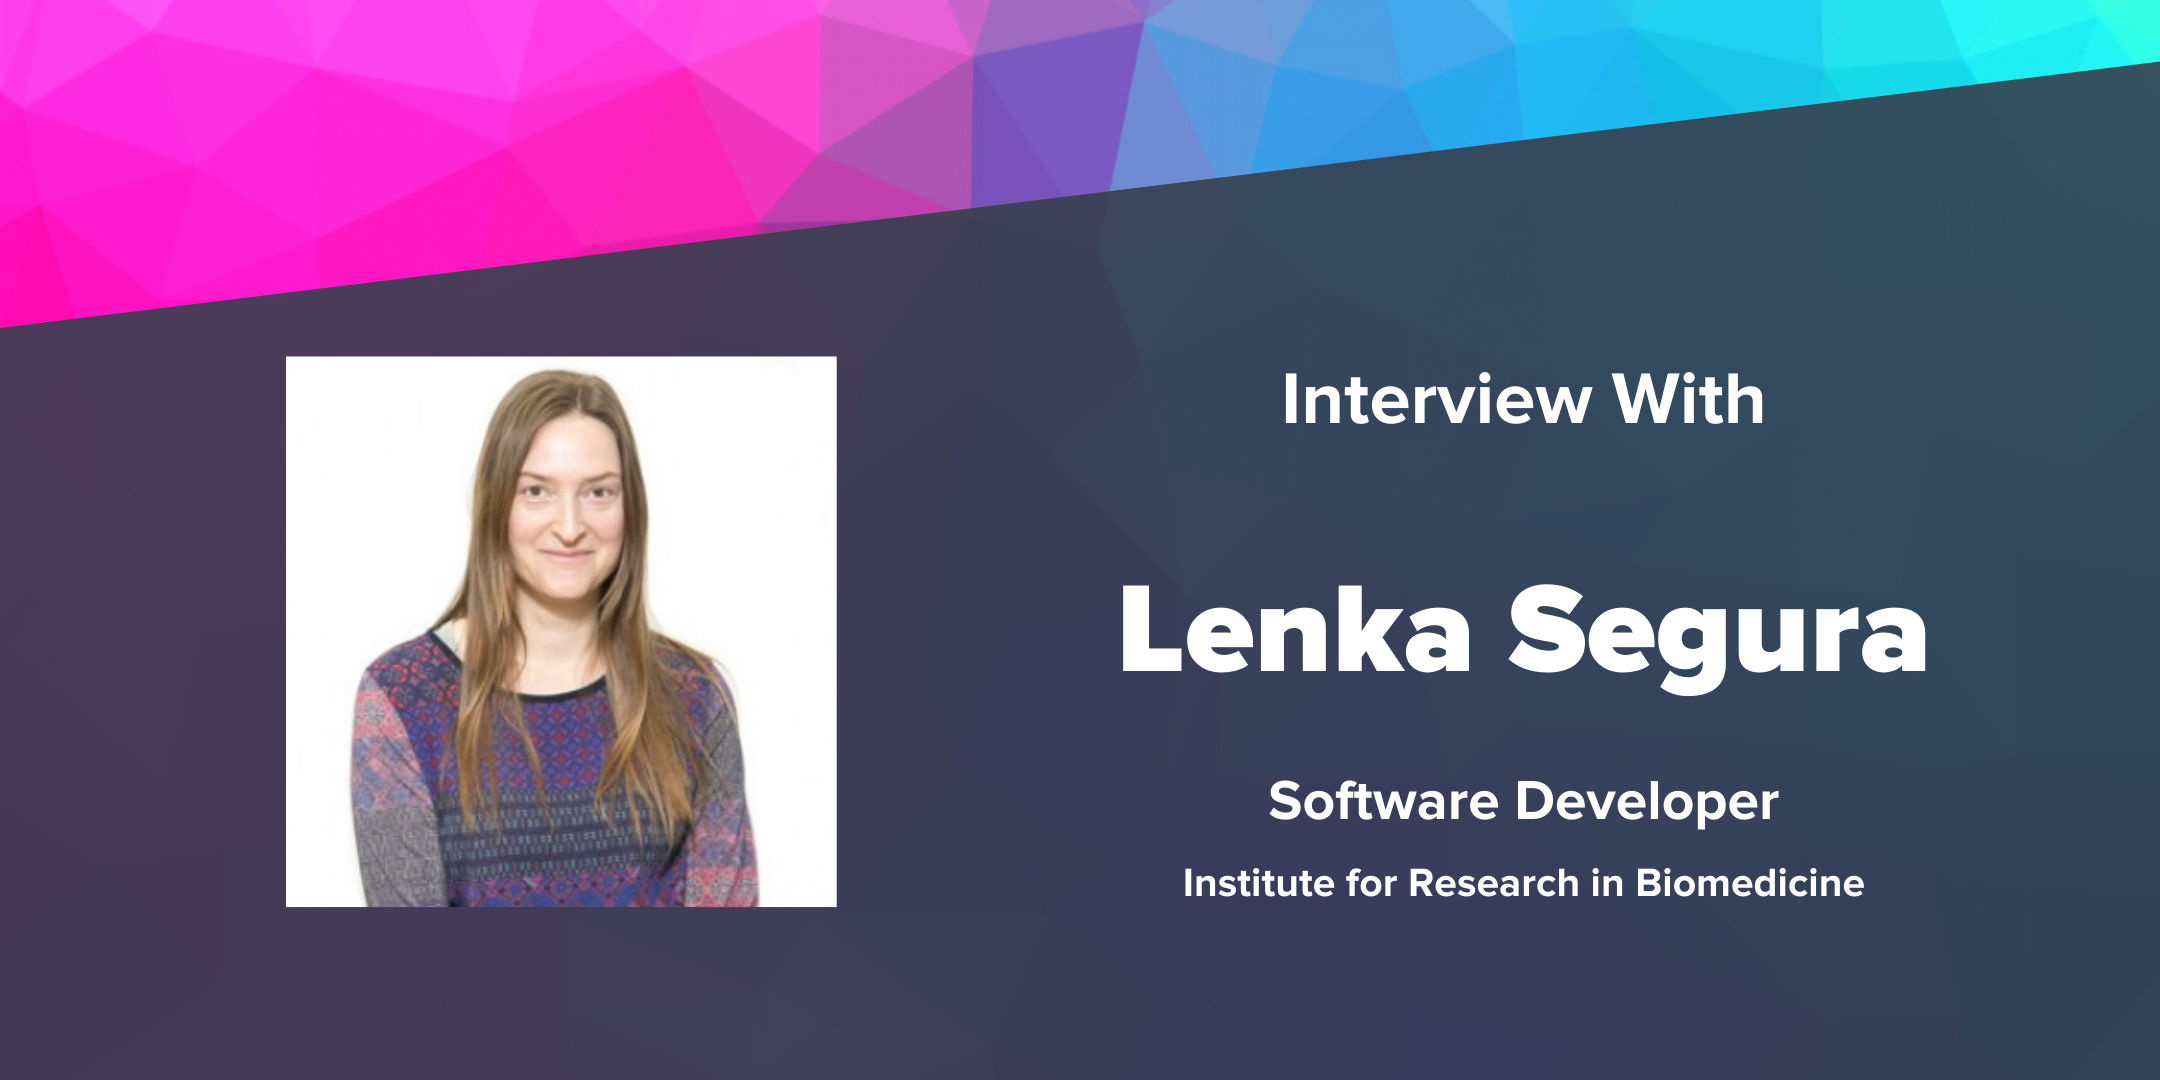 Interview With
Lenka Segura
Software Developer
Institute for Research in Biomedicine